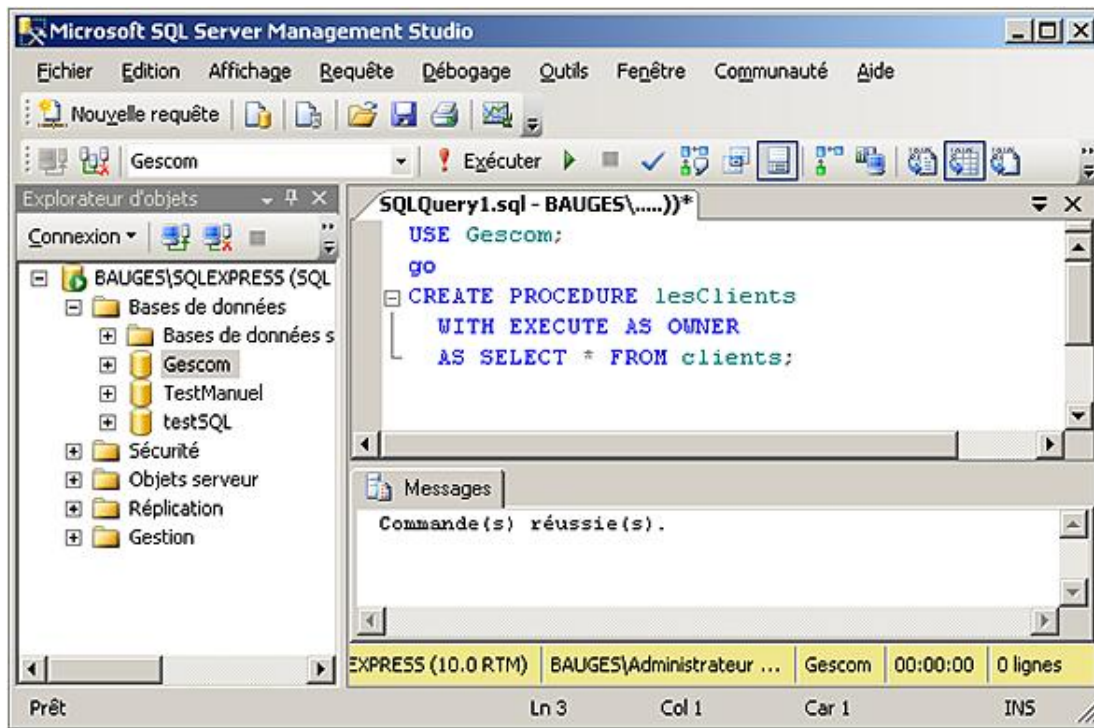 Microsoft SQL Server Management Studio
Fichier Edition Affichage Requête Débogage Outils Fenêtre Communauté Aide
Nouvelle requête
Gescom Exécuter
Explorateur d'objets
SQLQuery1.sql - BAUGES\.....))*
Connexion
BAUGES\SQLEXPRESS (SQL
Bases de données
Bases de données s
Gescom
TestManuel
testSQL
Sécurité
Objets serveur
Réplication
Gestion
USE Gescom;
go
CREATE PROCEDURE lesClients
WITH EXECUTE AS OWNER
AS SELECT * FROM clients;
Messages
Commande(s) réussie(s).
EXPRESS (10.0 RTM) BAUGES\Administrateur ... Gescom 00:00:00 0 lignes
Prêt Ln 3 Col 1 Car 1 INS